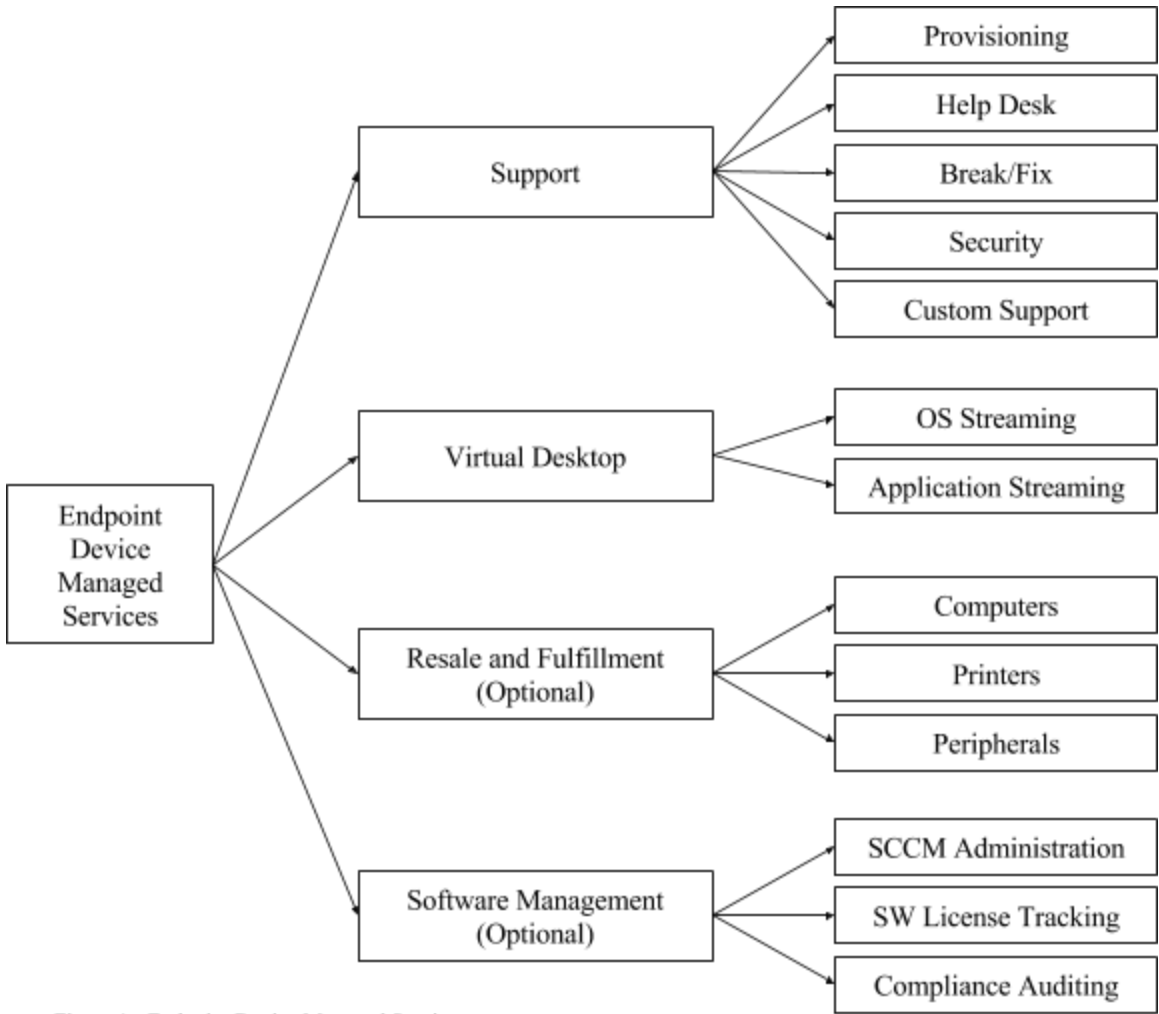 Endpoint
Device
Managed
Services
Support
Provisioning
Help Desk
Break/Fix
Security
Custom Support
Virtual Desktop
OS Streaming
Application Streaming
Resale and Fulfillment
(Optional)
Computers
Printers
Peripherals
Software Management
(Optional)
SCCM Administration
SW License Tracking
Compliance Auditing